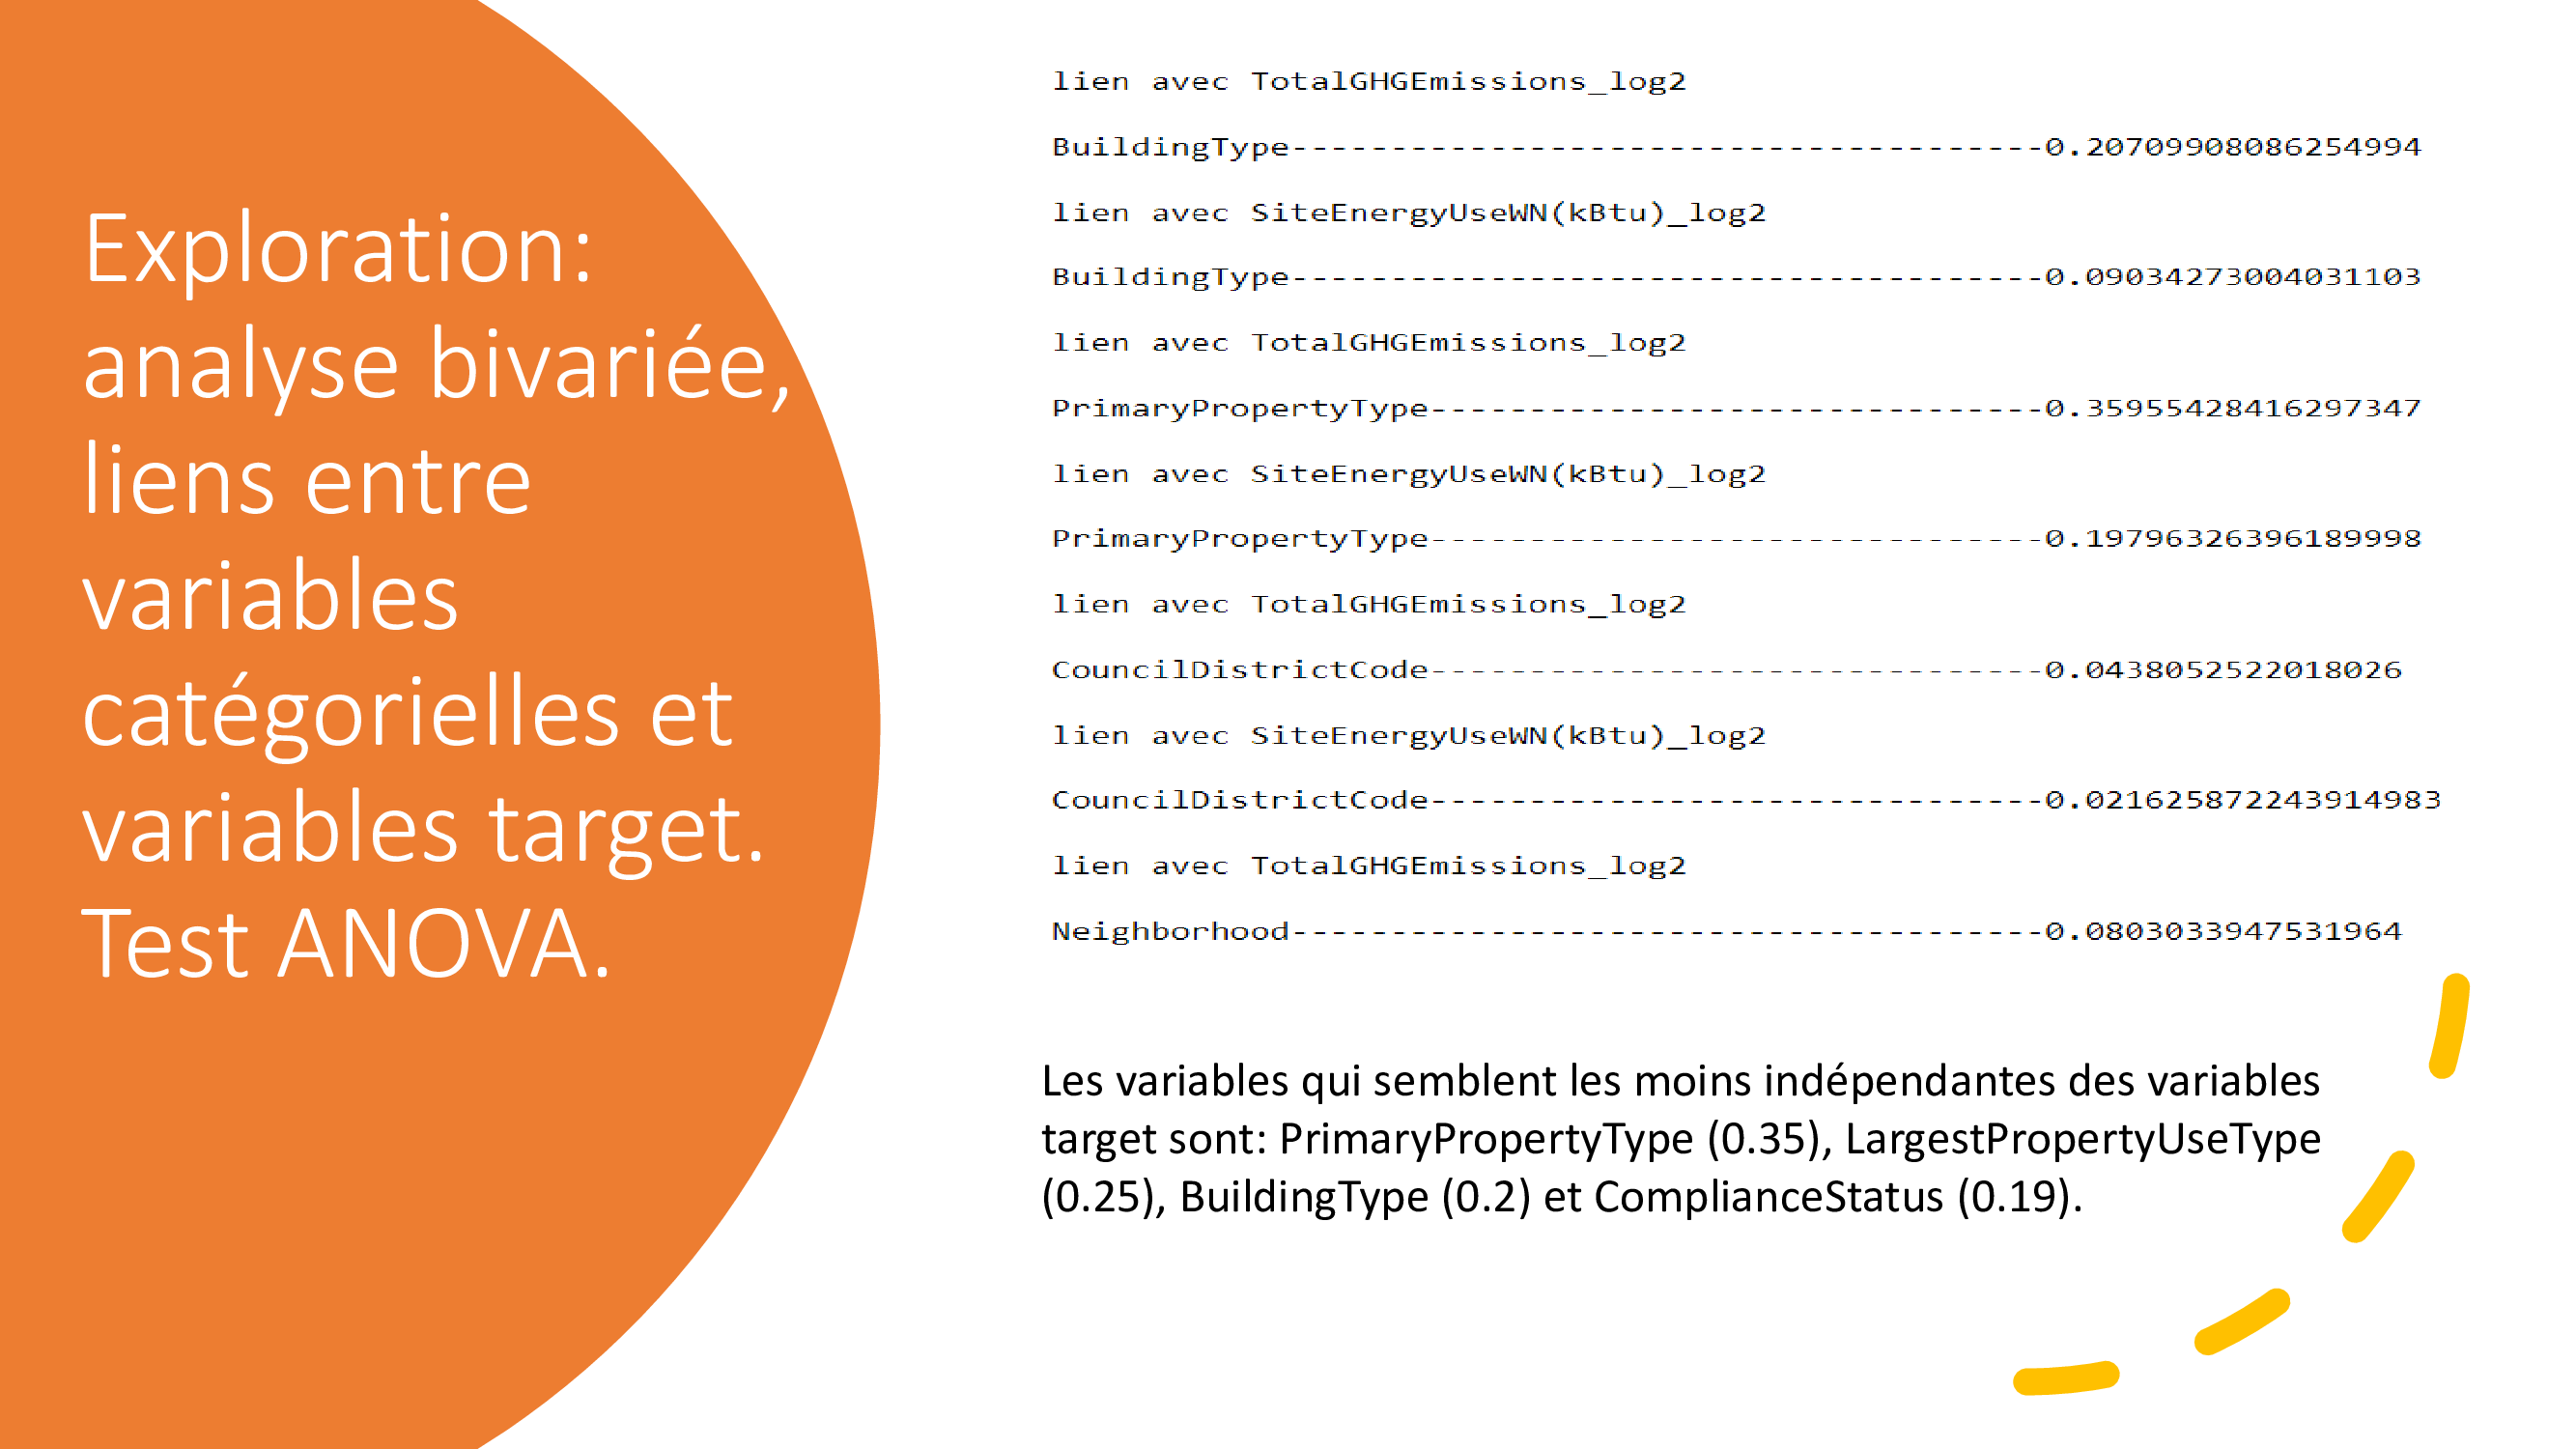 Exploration:
analyse bivariée,
liens entre
variables
catégorielles et
variables target.
Test ANOVA.
lien avec TotalGHGEmissions_log2
BuildingType--------------------------------------0.20709908086254994
lien avec SiteEnergyUseWN(kBtu)_log2
BuildingType--------------------------------------0.09034273004031103
lien avec TotalGHGEmissions_log2
PrimaryPropertyType-------------------------------0.35955428416297347
lien avec SiteEnergyUseWN(kBtu)_log2
PrimaryPropertyType-------------------------------0.19796326396189998
lien avec TotalGHGEmissions_log2
CouncilDistrictCode-------------------------------0.0438052522018026
lien avec SiteEnergyUseWN(kBtu)_log2
CouncilDistrictCode-------------------------------0.021625872243914983
lien avec TotalGHGEmissions_log2
Neighborhood--------------------------------------0.0803033947531964
Les variables qui semblent les moins indépendantes des variables
target sont: PrimaryPropertyType (0.35), LargestPropertyUseType
(0.25), BuildingType (0.2) et ComplianceStatus (0.19).